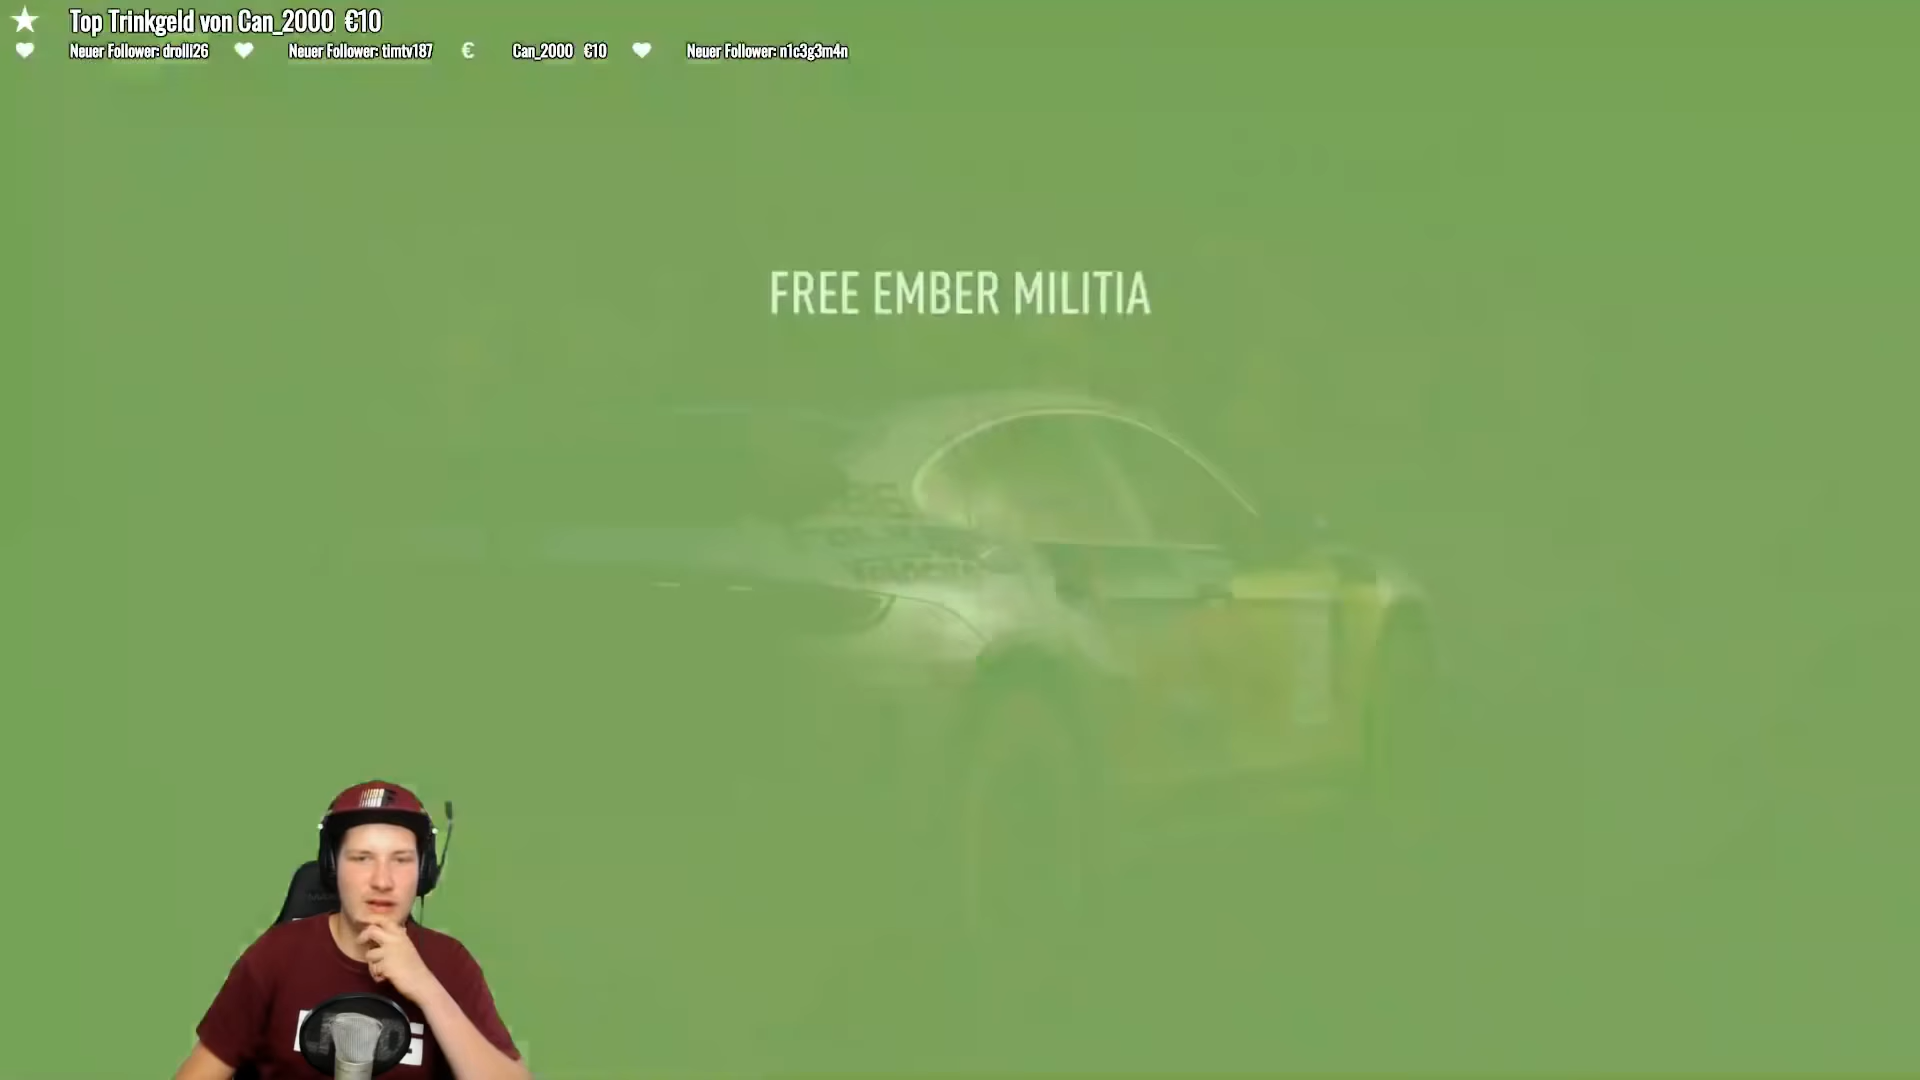 Top Trinkgeld von Can_2000 €10
Neuer Follower: drolli26 Neuer Follower: timtv187 € Can_2000 €10 Neuer Follower: n1c3g3m4n
FREE EMBER MILITIA